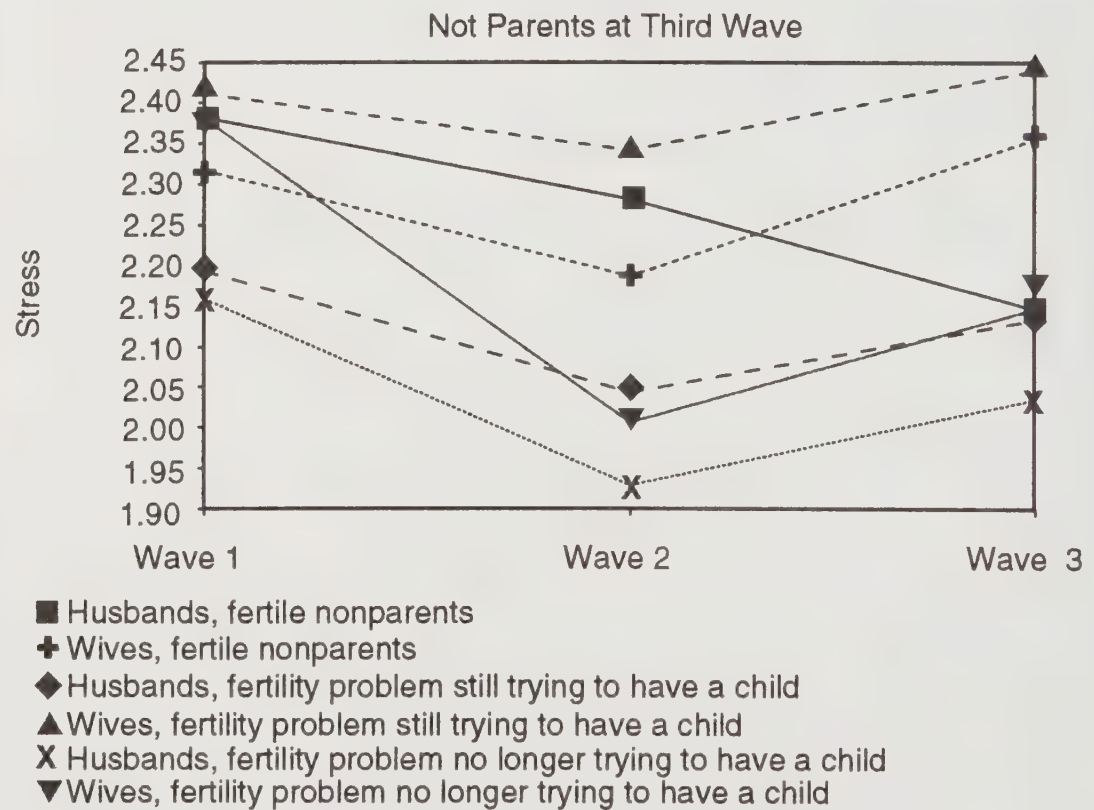 Not Parents at Third Wave
2.45
2.40
2.35
2.30
2.25
2.20
2.15
2.10
2.05
2.00
1.95
1.90
Stress
Wave 1 Wave 2 Wave 3
■ Husbands, fertile nonparents
✚ Wives, fertile nonparents
◆ Husbands, fertility problem still trying to have a child
▲ Wives, fertility problem still trying to have a child
X Husbands, fertility problem no longer trying to have a child
▼ Wives, fertility problem no longer trying to have a child